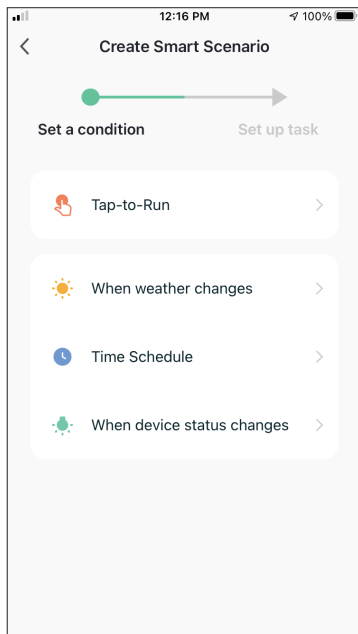 12:16 PM
100%
Create Smart Scenario
Set a condition
Set up task
Tap-to-Run
When weather changes
Time Schedule
When device status changes